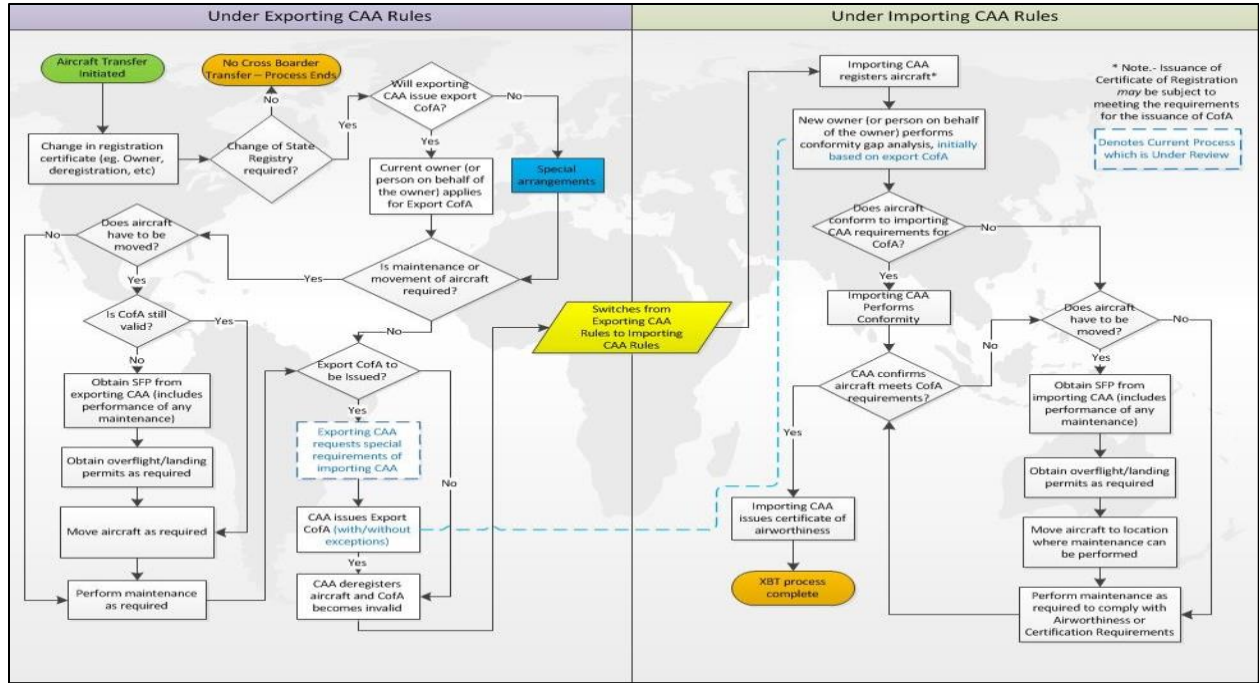 Under Exporting CAA Rules
Aircraft Transfer
Initiated
No Cross Boarder
Transfer – Process Ends
No
Change in registration
certificate (eg. Owner,
deregistration, etc)
Change of State
Registry
required?
Yes
Will exporting
CAA issue export
CofA?
No
Yes
Current owner (or
person on behalf
of the owner) applies
for Export CofA
Special
arrangements
Is maintenance or
movement of aircraft
required?
Yes
No
Does aircraft
have to be
moved?
No
Yes
Is CofA still
valid?
Yes
No
Obtain SFP from
exporting CAA (includes
performance of any
maintenance)
Obtain overflight/landing
permits as required
Move aircraft as required
Perform maintenance
as required
Export CofA to
be Issued?
Yes
No
Exporting CAA
requests special
requirements of
importing CAA
CAA issues Export
CofA (with/without
exceptions)
Yes
CAA deregisters
aircraft and CofA
becomes invalid
Switches from
Exporting CAA
Rules to Importing
CAA Rules
Under Importing CAA Rules
Importing CAA
registers aircraft*
* Note.- Issuance of
Certificate of Registration
may be subject to
meeting the requirements
for the issuance of CofA
Denotes Current Process
which is Under Review
New owner (or person on behalf
of the owner) performs
conformity gap analysis, initially
based on export CofA
Does aircraft
conform to importing
CAA requirements for
CofA?
No
Yes
Importing CAA
Performs
Conformity
CAA confirms
aircraft meets CofA
requirements?
No
Yes
Importing CAA
issues certificate of
airworthiness
XBT process
complete
Does aircraft
have to be
moved?
No
Yes
Obtain SFP from
importing CAA (includes
performance of any
maintenance)
Obtain overflight/landing
permits as required
Move aircraft to location
where maintenance can
be performed
Perform maintenance as
required to comply with
Airworthiness or
Certification Requirements